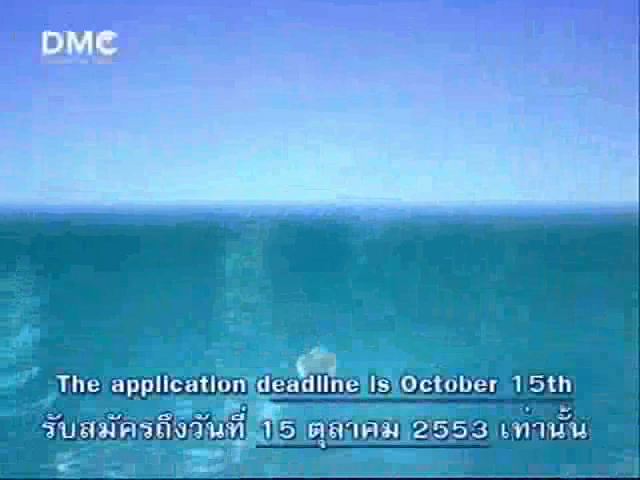 DMC
The application deadline is October 15th
รับสมัครถึงวันที่ 15 ตุลาคม 2553 เท่านั้น